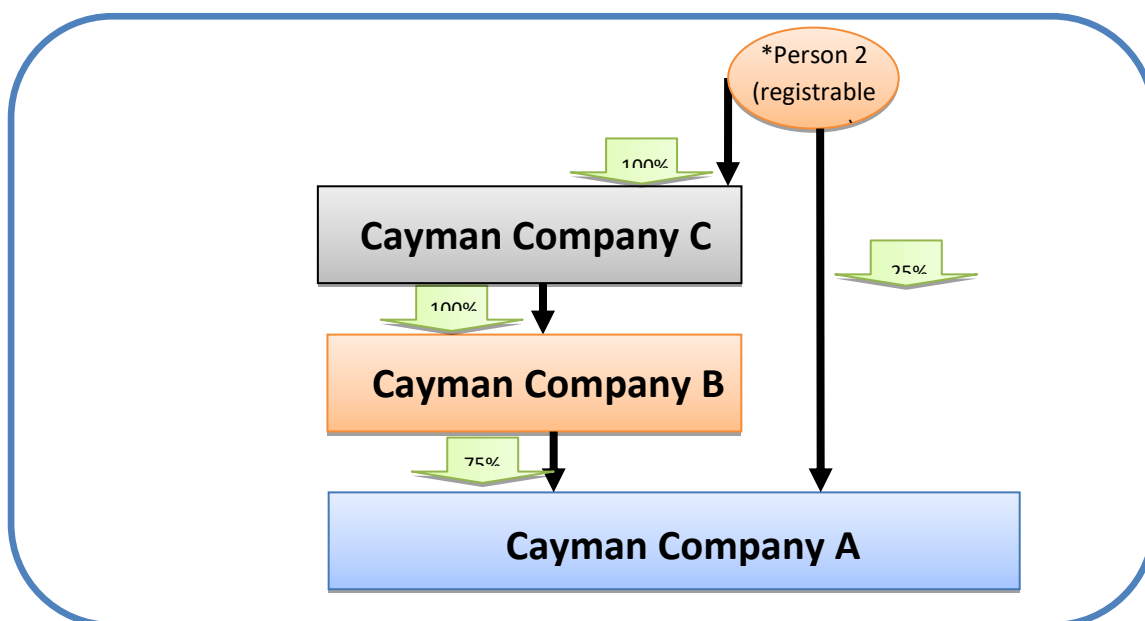 *Person 2
(registrable
100%
Cayman Company C
25%
100%
Cayman Company B
75%
Cayman Company A